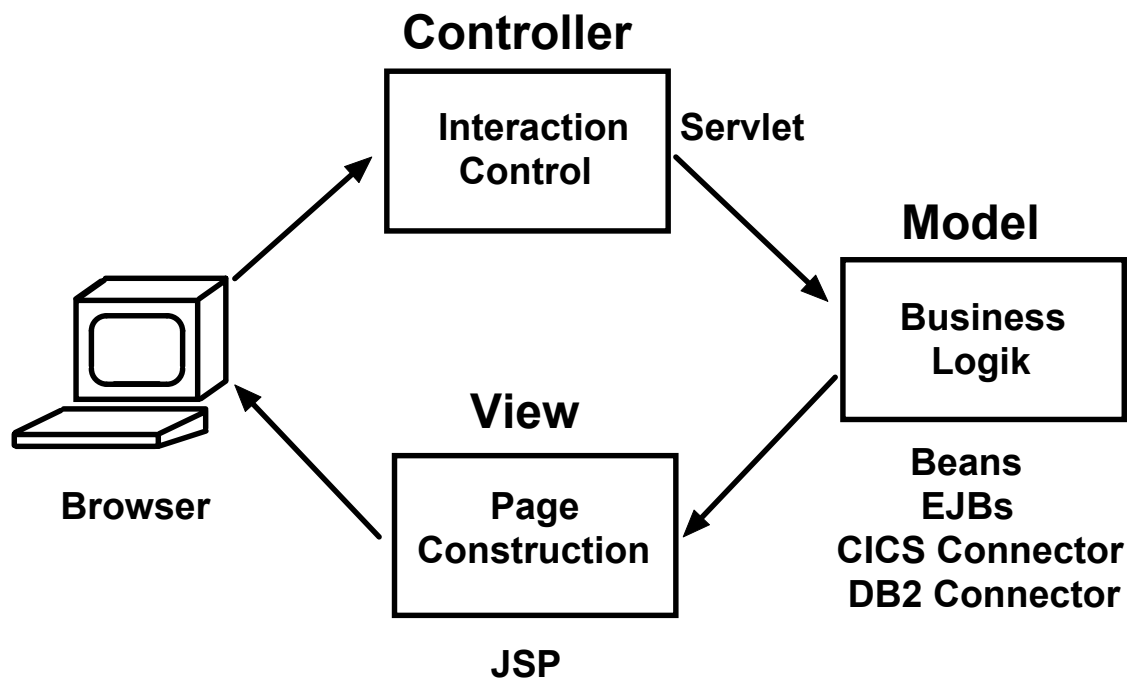 Controller
Interaction
Control
Servlet
Model
Business
Logik
Beans
EJBs
CICS Connector
DB2 Connector
View
Page
Construction
JSP
Browser